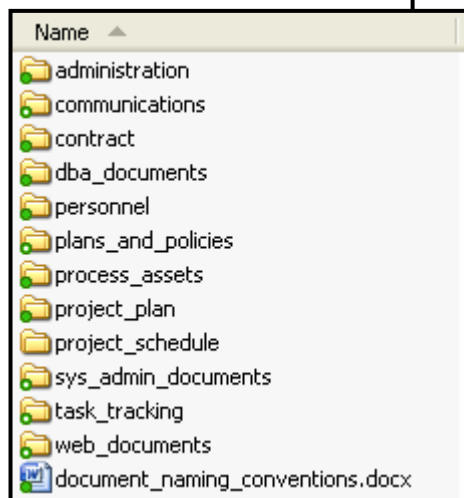 Name
administration
communications
contract
dba_documents
personnel
plans_and_policies
process_assets
project_plan
project_schedule
sys_admin_documents
task_tracking
web_documents
document_naming_conventions.docx